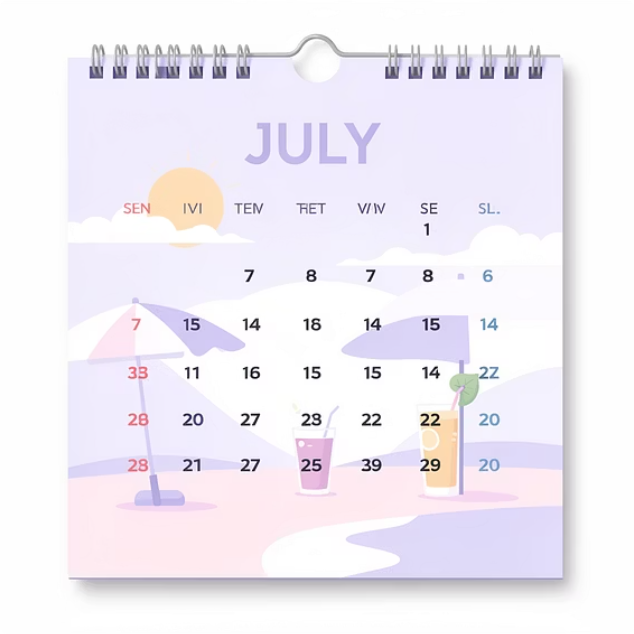 JULY
SEN IVI TEN TRET V/IV SE SL.
1
7 8 7 8 6
7 15 14 18 14 15 14
33 11 16 15 15 14 22
28 20 27 23 22 22 20
28 21 27 25 39 29 20